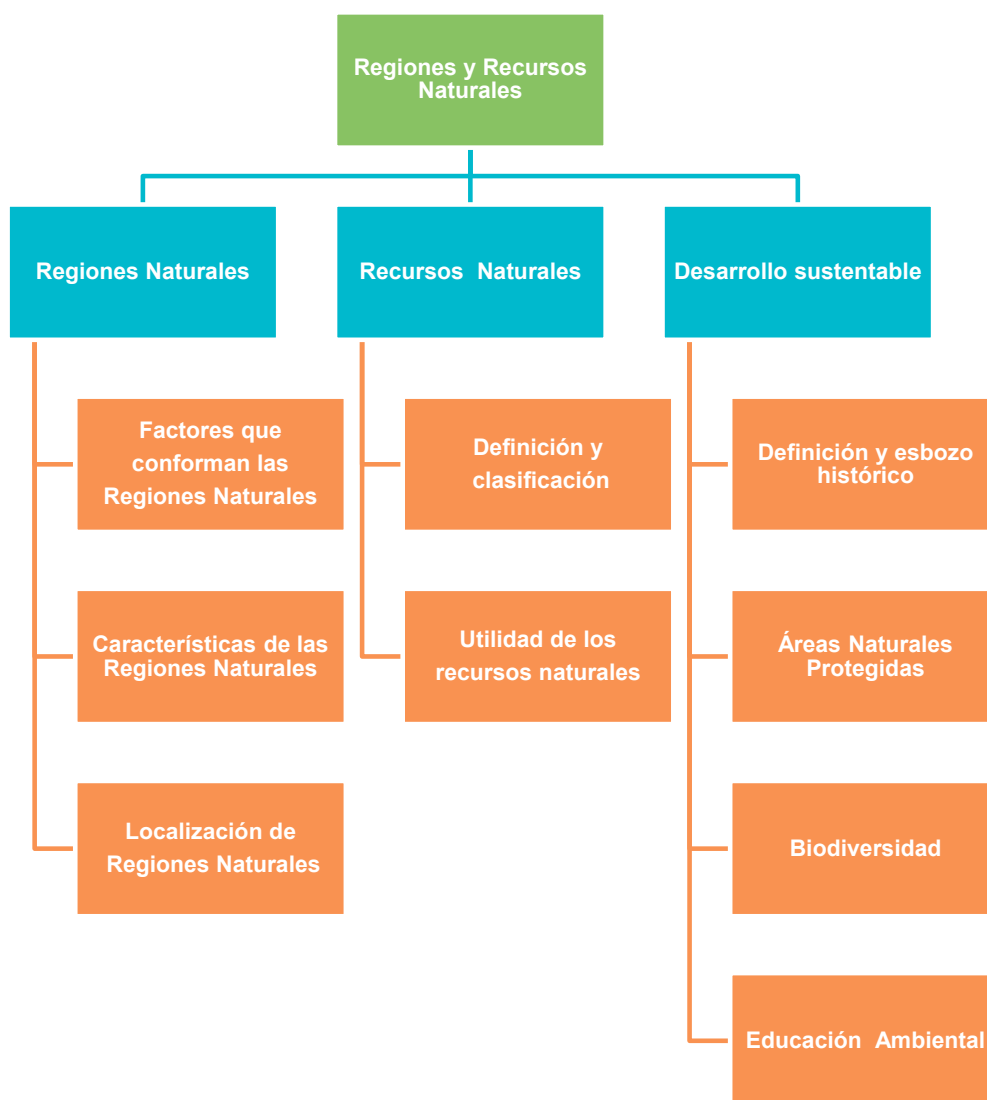 Regiones y Recursos
Naturales
Regiones Naturales
Recursos Naturales
Desarrollo sustentable
Factores que
conforman las
Regiones Naturales
Definición y
clasificación
Definición y esbozo
histórico
Características de las
Regiones Naturales
Utilidad de los
recursos naturales
Áreas Naturales
Protegidas
Localización de
Regiones Naturales
Biodiversidad
Educación Ambiental